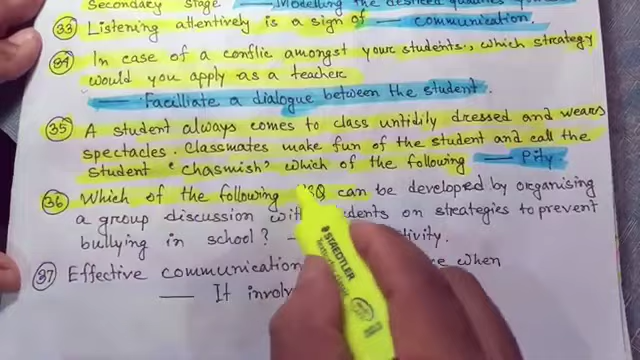 Secondary stage — Modelling the desired qualities
33 Listening attentively is a sign of — communication.
34 In case of a conflic amongst your students, which strategy
would you apply as a teacher
— Facilliate a dialogue between the student.
35 A student always comes to class untidily dressed and wears
spectacles. Classmates make fun of the student and call the
student 'chasmish' which of the following — Pity
36 Which of the following can be developed by organising
a group discussion with students on strategies to prevent
bullying in school? —
37 Effective communication when
— It
STAEDTLER